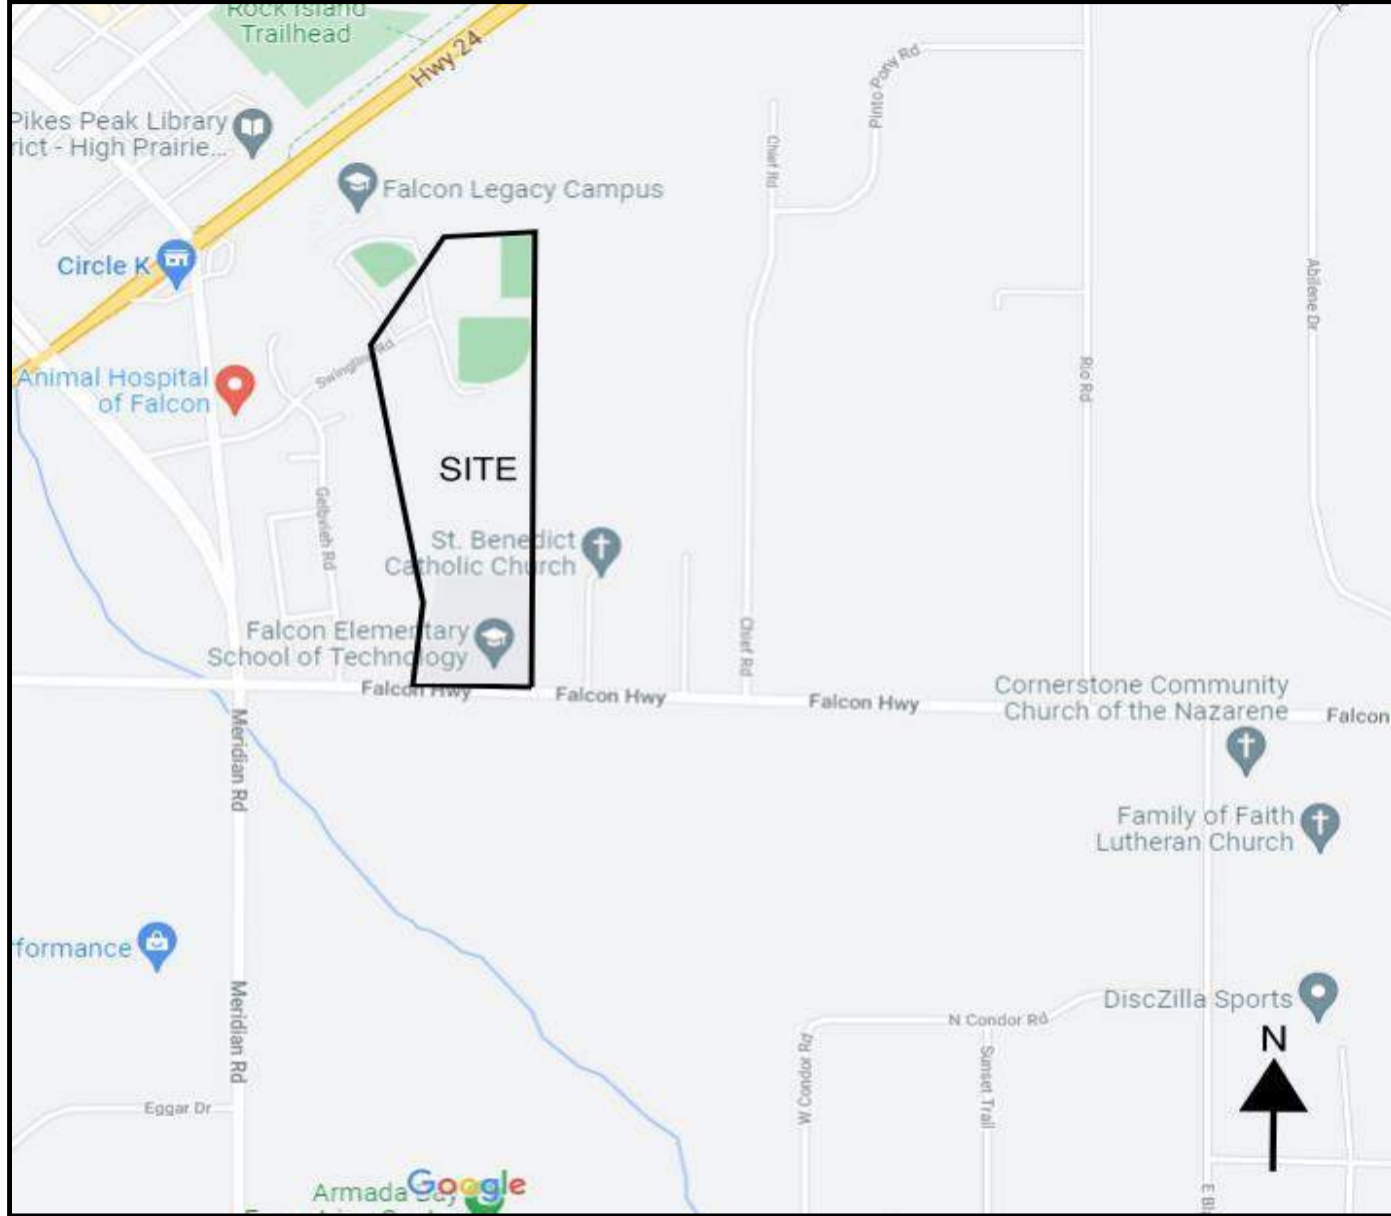 Rock Island
Trailhead
Hwy 24
Pikes Peak Library
rict - High Prairie...
Falcon Legacy Campus
Circle K
Pinto Pony Rd
Chief Rd
Abilene Dr
Swingline Rd
Animal Hospital
of Falcon
Rio Rd
SITE
Gelbvieh Rd
St. Benedict
Catholic Church
Falcon Elementary
School of Technology
Chief Rd
Falcon Hwy
Falcon Hwy
Falcon Hwy
Cornerstone Community
Church of the Nazarene
Falcon
Meridian Rd
Family of Faith
Lutheran Church
formance
DiscZilla Sports
Meridian Rd
N Condor Rd
N
W Condor Rd
Sunset Trail
Eggar Dr
Armada
Google